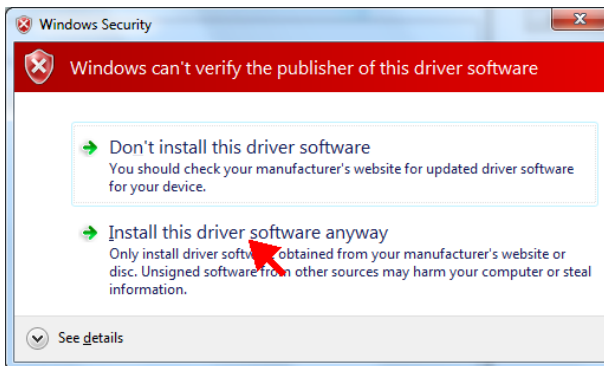 Windows Security
Windows can't verify the publisher of this driver software
Don't install this driver software
You should check your manufacturer's website for updated driver software
for your device.
Install this driver software anyway
Only install driver software obtained from your manufacturer's website or
disc. Unsigned software from other sources may harm your computer or steal
information.
See details